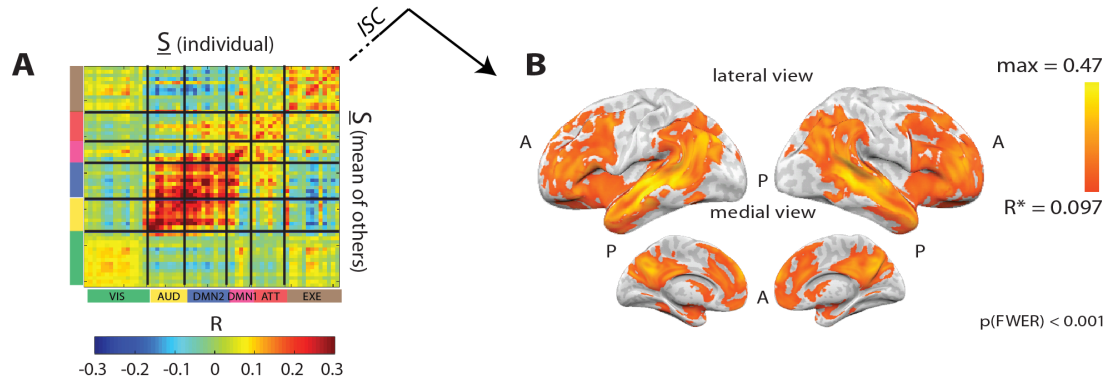 A
S (individual)
ISC
S (mean of others)
VIS AUD DMN2 DMN1 ATT EXE
R
-0.3 -0.2 -0.1 0 0.1 0.2 0.3
B
lateral view
max = 0.47
A
A
P
medial view
R* = 0.097
P
P
A
p(FWER) < 0.001